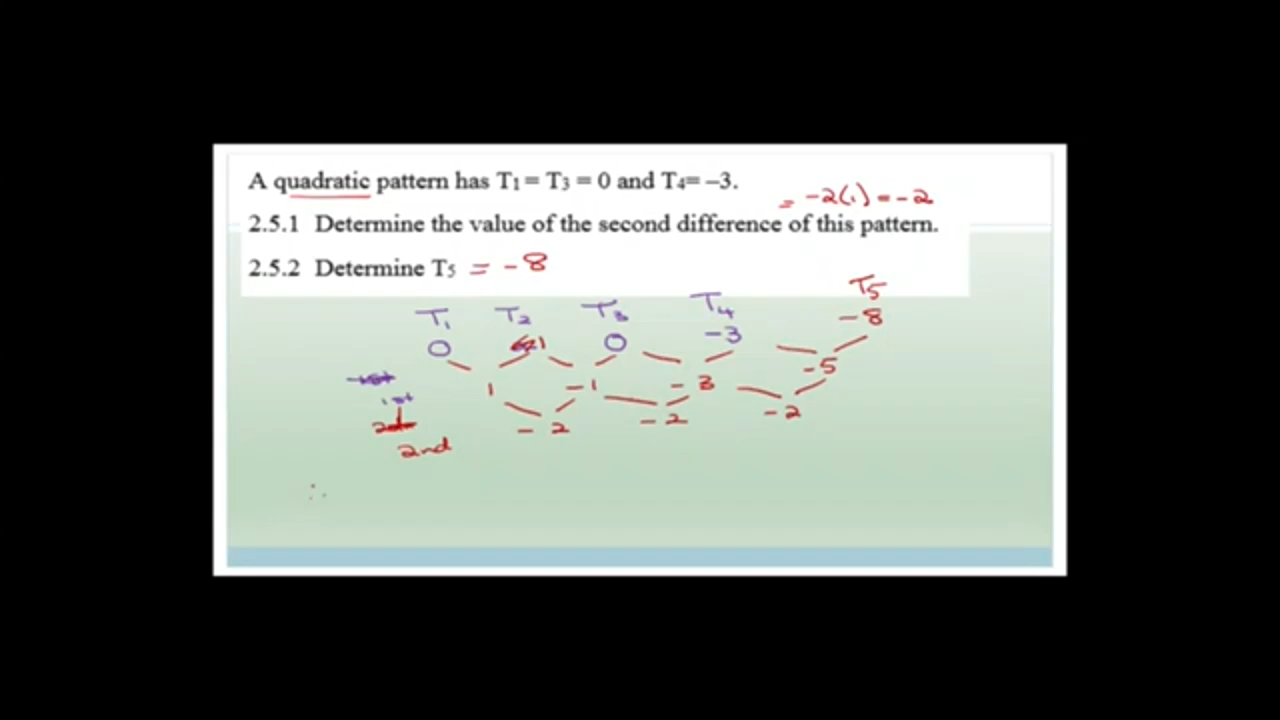 A quadratic pattern has T1 = T3 = 0 and T4= –3.
= -2(1) = -2
2.5.1 Determine the value of the second difference of this pattern.
2.5.2 Determine T5 = -8
T1 T2 T3 T4 T5
0 1 0 -3 -8
1 -1 -3 -5
1st
-2 -2 -2
2nd
∴